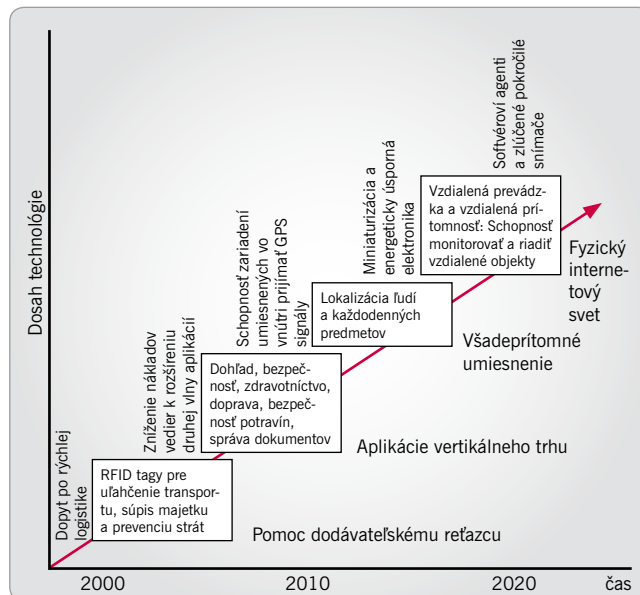 Dosah technológie
Dopyt po rýchlej
logistike
RFID tagy pre
uľahčenie transpor-
tu, súpis majetku
a prevenciu strát
Pomoc dodávateľskému reťazcu
Zníženie nákladov
vedier k rozšíreniu
druhej vlny aplikácií
Dohľad, bezpeč-
nosť, zdravotníctvo,
doprava, bezpeč-
nosť potravín,
správa dokumentov
Aplikácie vertikálneho trhu
Schopnosť zariadení
umiesnených vo
vnútri prijímať GPS
signály
Lokalizácia ľudí
a každodenných
predmetov
Všadeprítomné
umiesnenie
Miniaturizácia a
energeticky úsporná
elektronika
Vzdialená prevádz-
ka a vzdialená prí-
tomnosť: Schopnosť
monitorovať a riadiť
vzdialené objekty
Softvéroví agenti
a zlúčené pokročilé
snímače
Fyzický
interne-
tový
svet
2000
2010
2020
čas